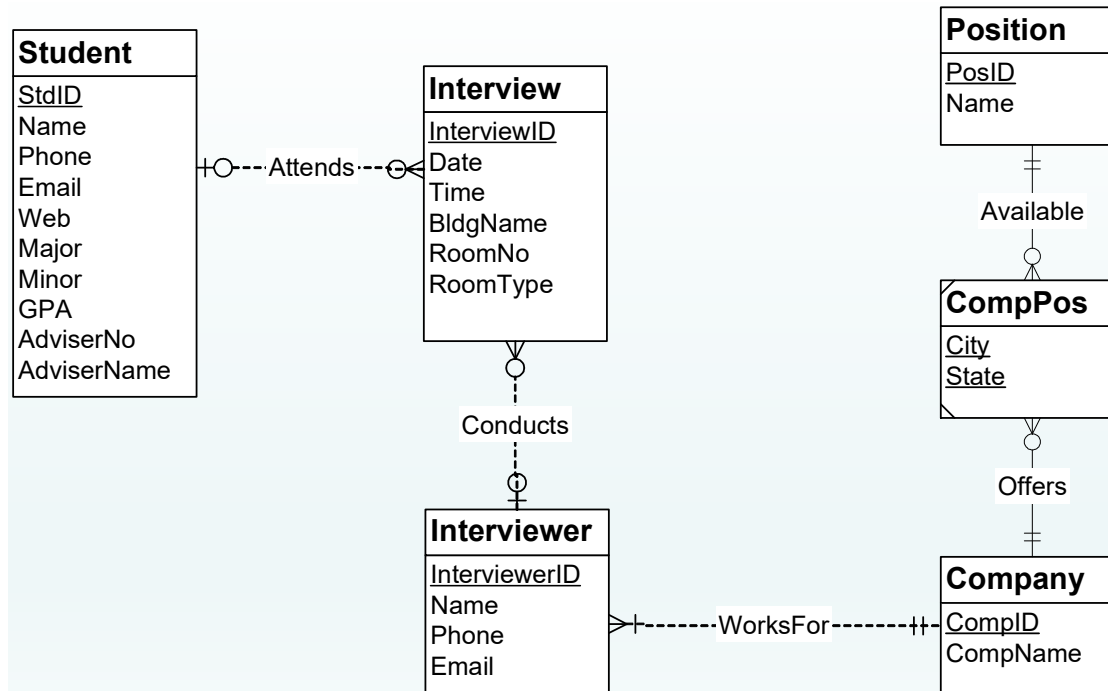 Student
StdID
Name
Phone
Email
Web
Major
Minor
GPA
AdviserNo
AdviserName
Attends
Interview
InterviewID
Date
Time
BldgName
RoomNo
RoomType
Conducts
Interviewer
InterviewerID
Name
Phone
Email
WorksFor
Position
PosID
Name
Available
CompPos
City
State
Offers
Company
CompID
CompName